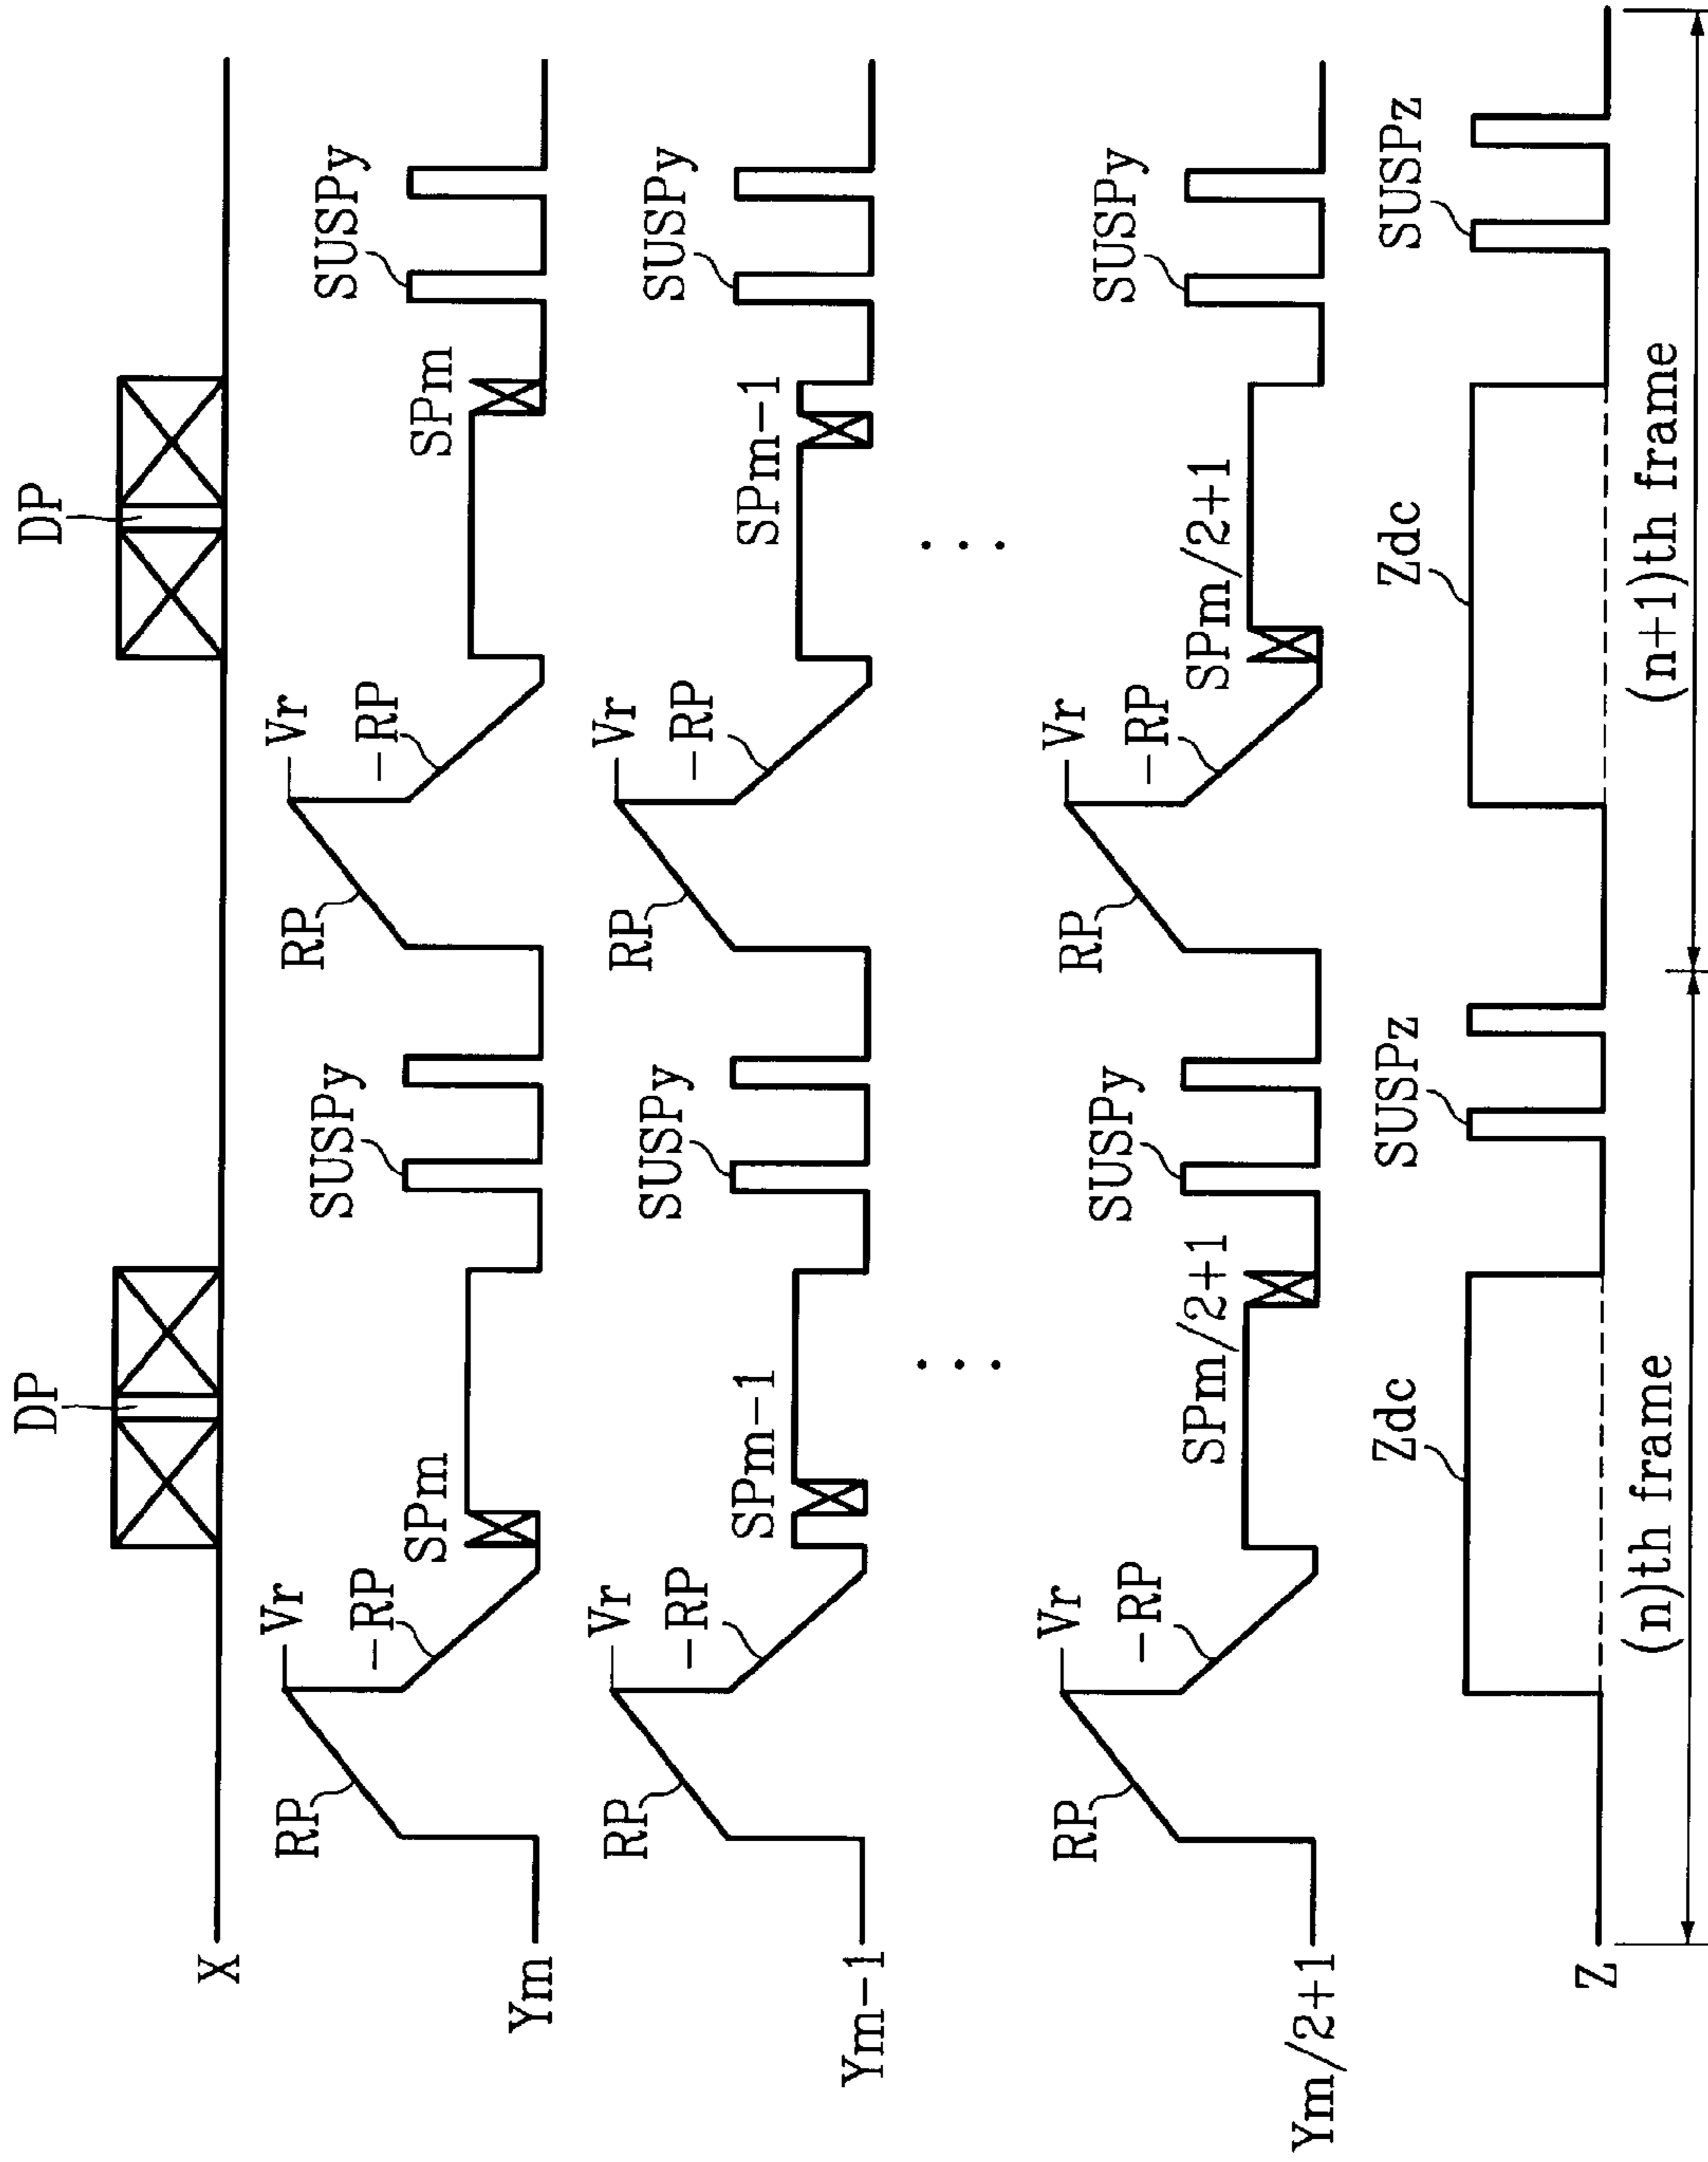 X
DP
DP
Ym
RP
Vr
-RP
SPm
SUSPy
RP
Vr
-RP
SPm
SUSPy
Ym-1
RP
Vr
-RP
SPm-1
SUSPy
RP
Vr
-RP
SPm-1
SUSPy
Ym/2+1
RP
Vr
-RP
SPm/2+1
SUSPy
RP
Vr
-RP
SPm/2+1
SUSPy
Z
Zdc
SUSPz
Zdc
SUSPz
(n)th frame
(n+1)th frame